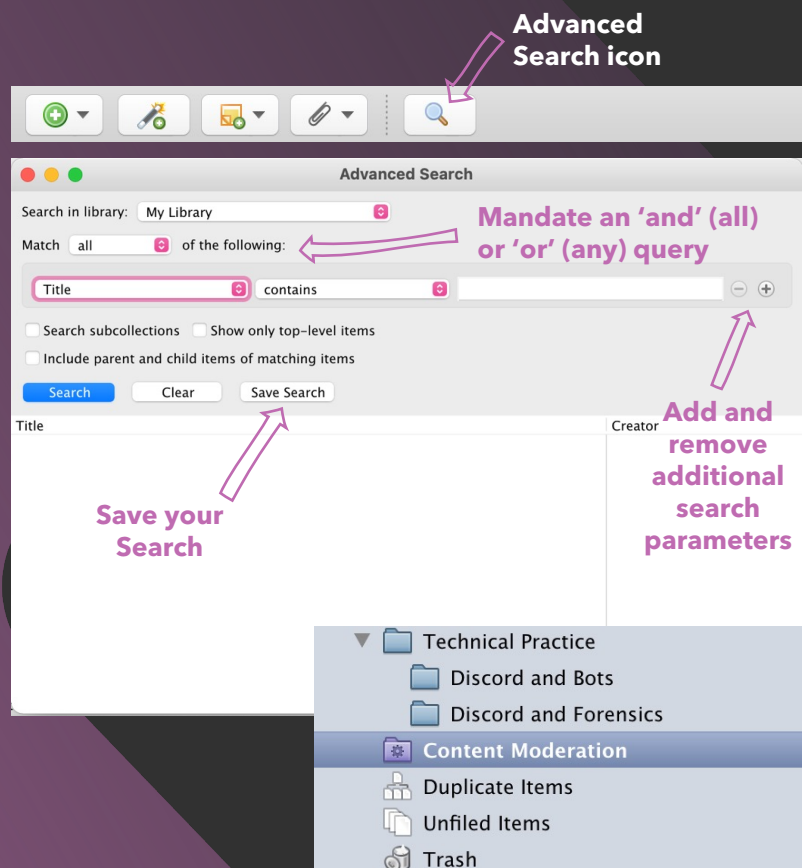 Advanced
Search icon
Advanced Search
Search in library: My Library
Match all of the following:
Mandate an ‘and’ (all)
or ‘or’ (any) query
Title contains
Search subcollections Show only top-level items
Include parent and child items of matching items
Search Clear Save Search
Title Creator
Add and
remove
additional
search
parameters
Save your
Search
Technical Practice
Discord and Bots
Discord and Forensics
Content Moderation
Duplicate Items
Unfiled Items
Trash